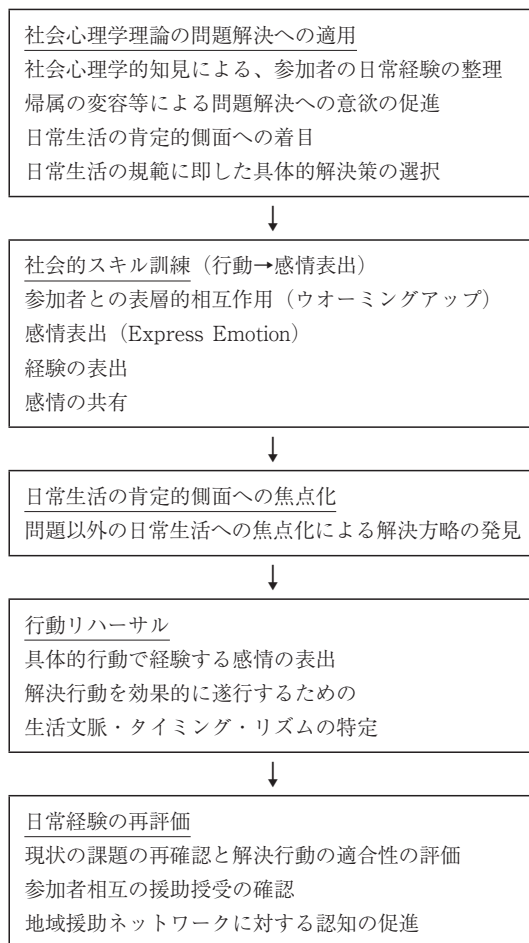 社会心理学理論の問題解決への適用
社会心理学的知見による、参加者の日常経験の整理
帰属の変容等による問題解決への意欲の促進
日常生活の肯定的側面への着目
日常生活の規範に即した具体的解決策の選択
↓
社会的スキル訓練（行動→感情表出）
参加者との表層的相互作用（ウオーミングアップ）
感情表出（Express Emotion）
経験の表出
感情の共有
↓
日常生活の肯定的側面への焦点化
問題以外の日常生活への焦点化による解決方略の発見
↓
行動リハーサル
具体的行動で経験する感情の表出
解決行動を効果的に遂行するための
生活文脈・タイミング・リズムの特定
↓
日常経験の再評価
現状の課題の再確認と解決行動の適合性の評価
参加者相互の援助授受の確認
地域援助ネットワークに対する認知の促進